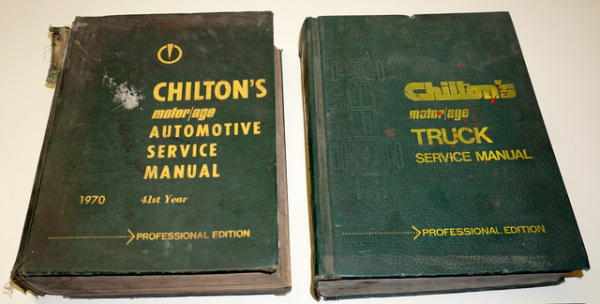 CHILTON'S
motor/age
AUTOMOTIVE
SERVICE
MANUAL
1970 41st Year
PROFESSIONAL EDITION
Chilton's
motor/age
TRUCK
SERVICE MANUAL
PROFESSIONAL EDITION